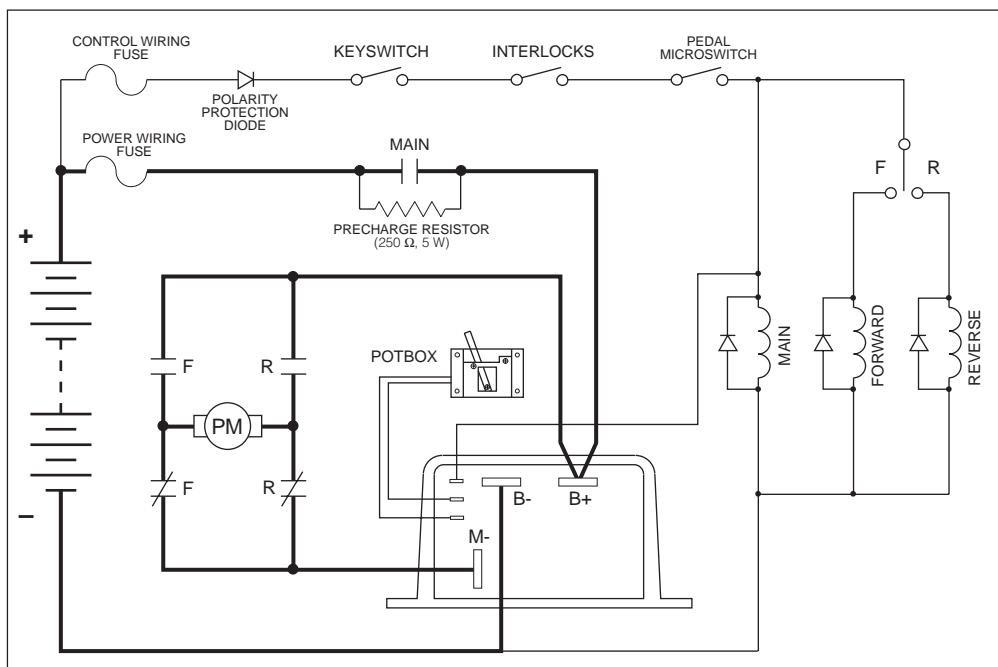 CONTROL WIRING
FUSE
POLARITY
PROTECTION
DIODE
KEYSWITCH
INTERLOCKS
PEDAL
MICROSWITCH
POWER WIRING
FUSE
MAIN
PRECHARGE RESISTOR
(250 Ω, 5 W)
F
R
+
F
R
POTBOX
PM
F
R
B-
B+
M-
–
MAIN
FORWARD
REVERSE